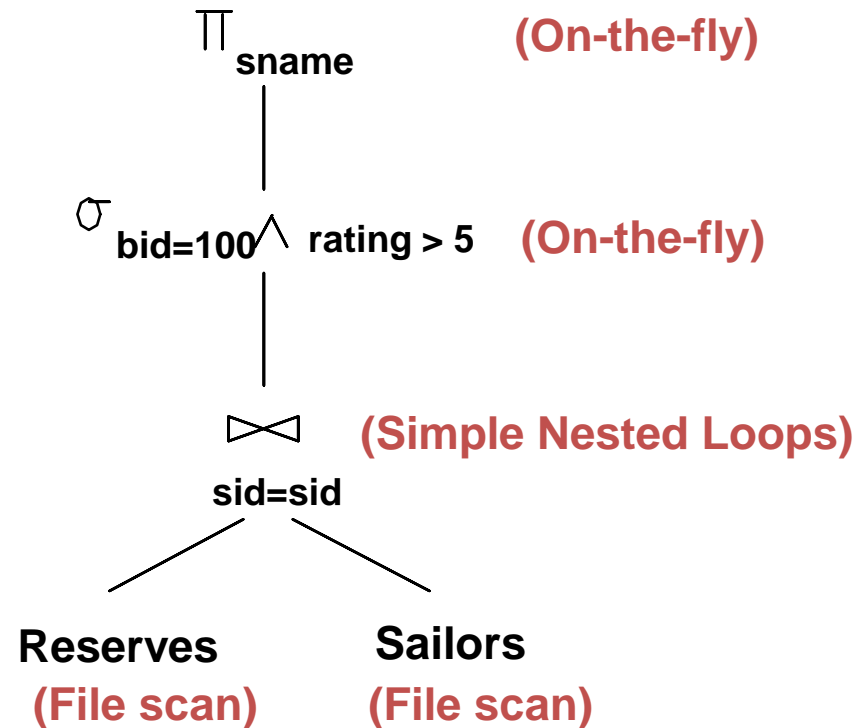 π sname (On-the-fly)
σ bid=100 ∧ rating > 5 (On-the-fly)
⋈ (Simple Nested Loops)
sid=sid
Reserves Sailors
(File scan) (File scan)